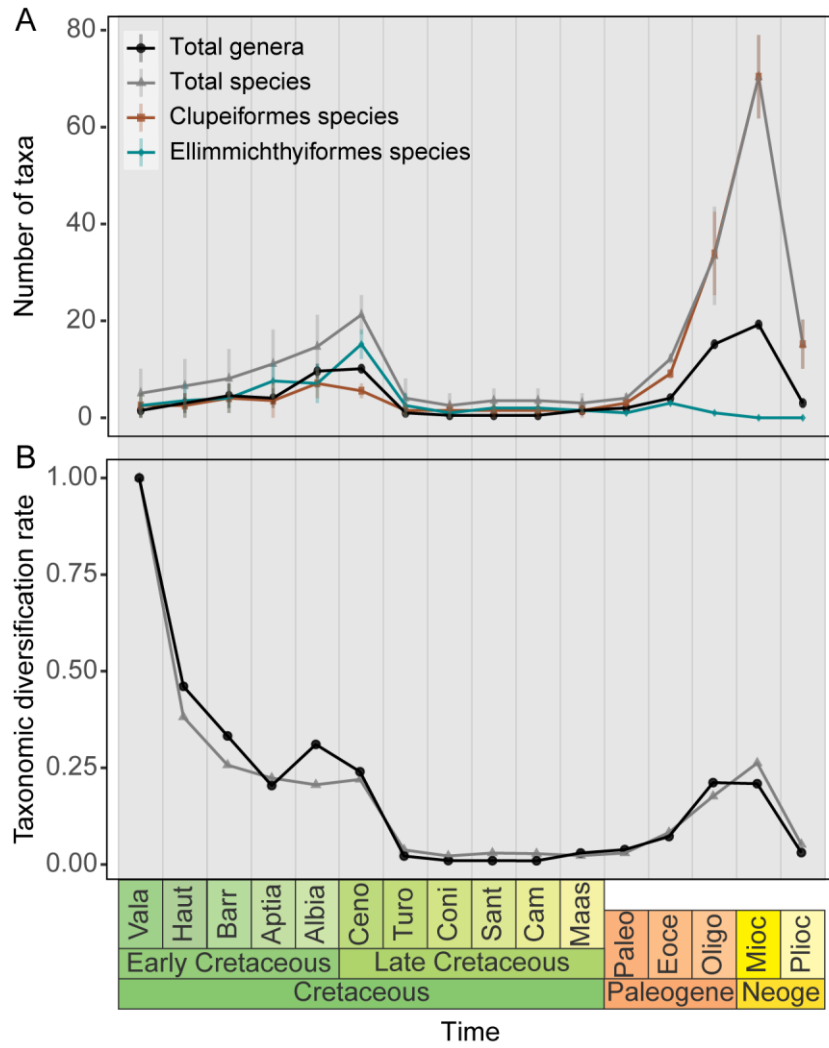 A
80
60
40
20
0
Number of taxa
Total genera
Total species
Clupeiformes species
Ellimmichthyiformes species
B
1.00
0.75
0.50
0.25
0.00
Taxonomic diversification rate
Vala Haut Barr Aptia Albia Ceno Turo Coni Sant Cam Maas Paleo Eoce Oligo Mioc Plioc
Early Cretaceous Late Cretaceous
Cretaceous Paleogene Neoge
Time